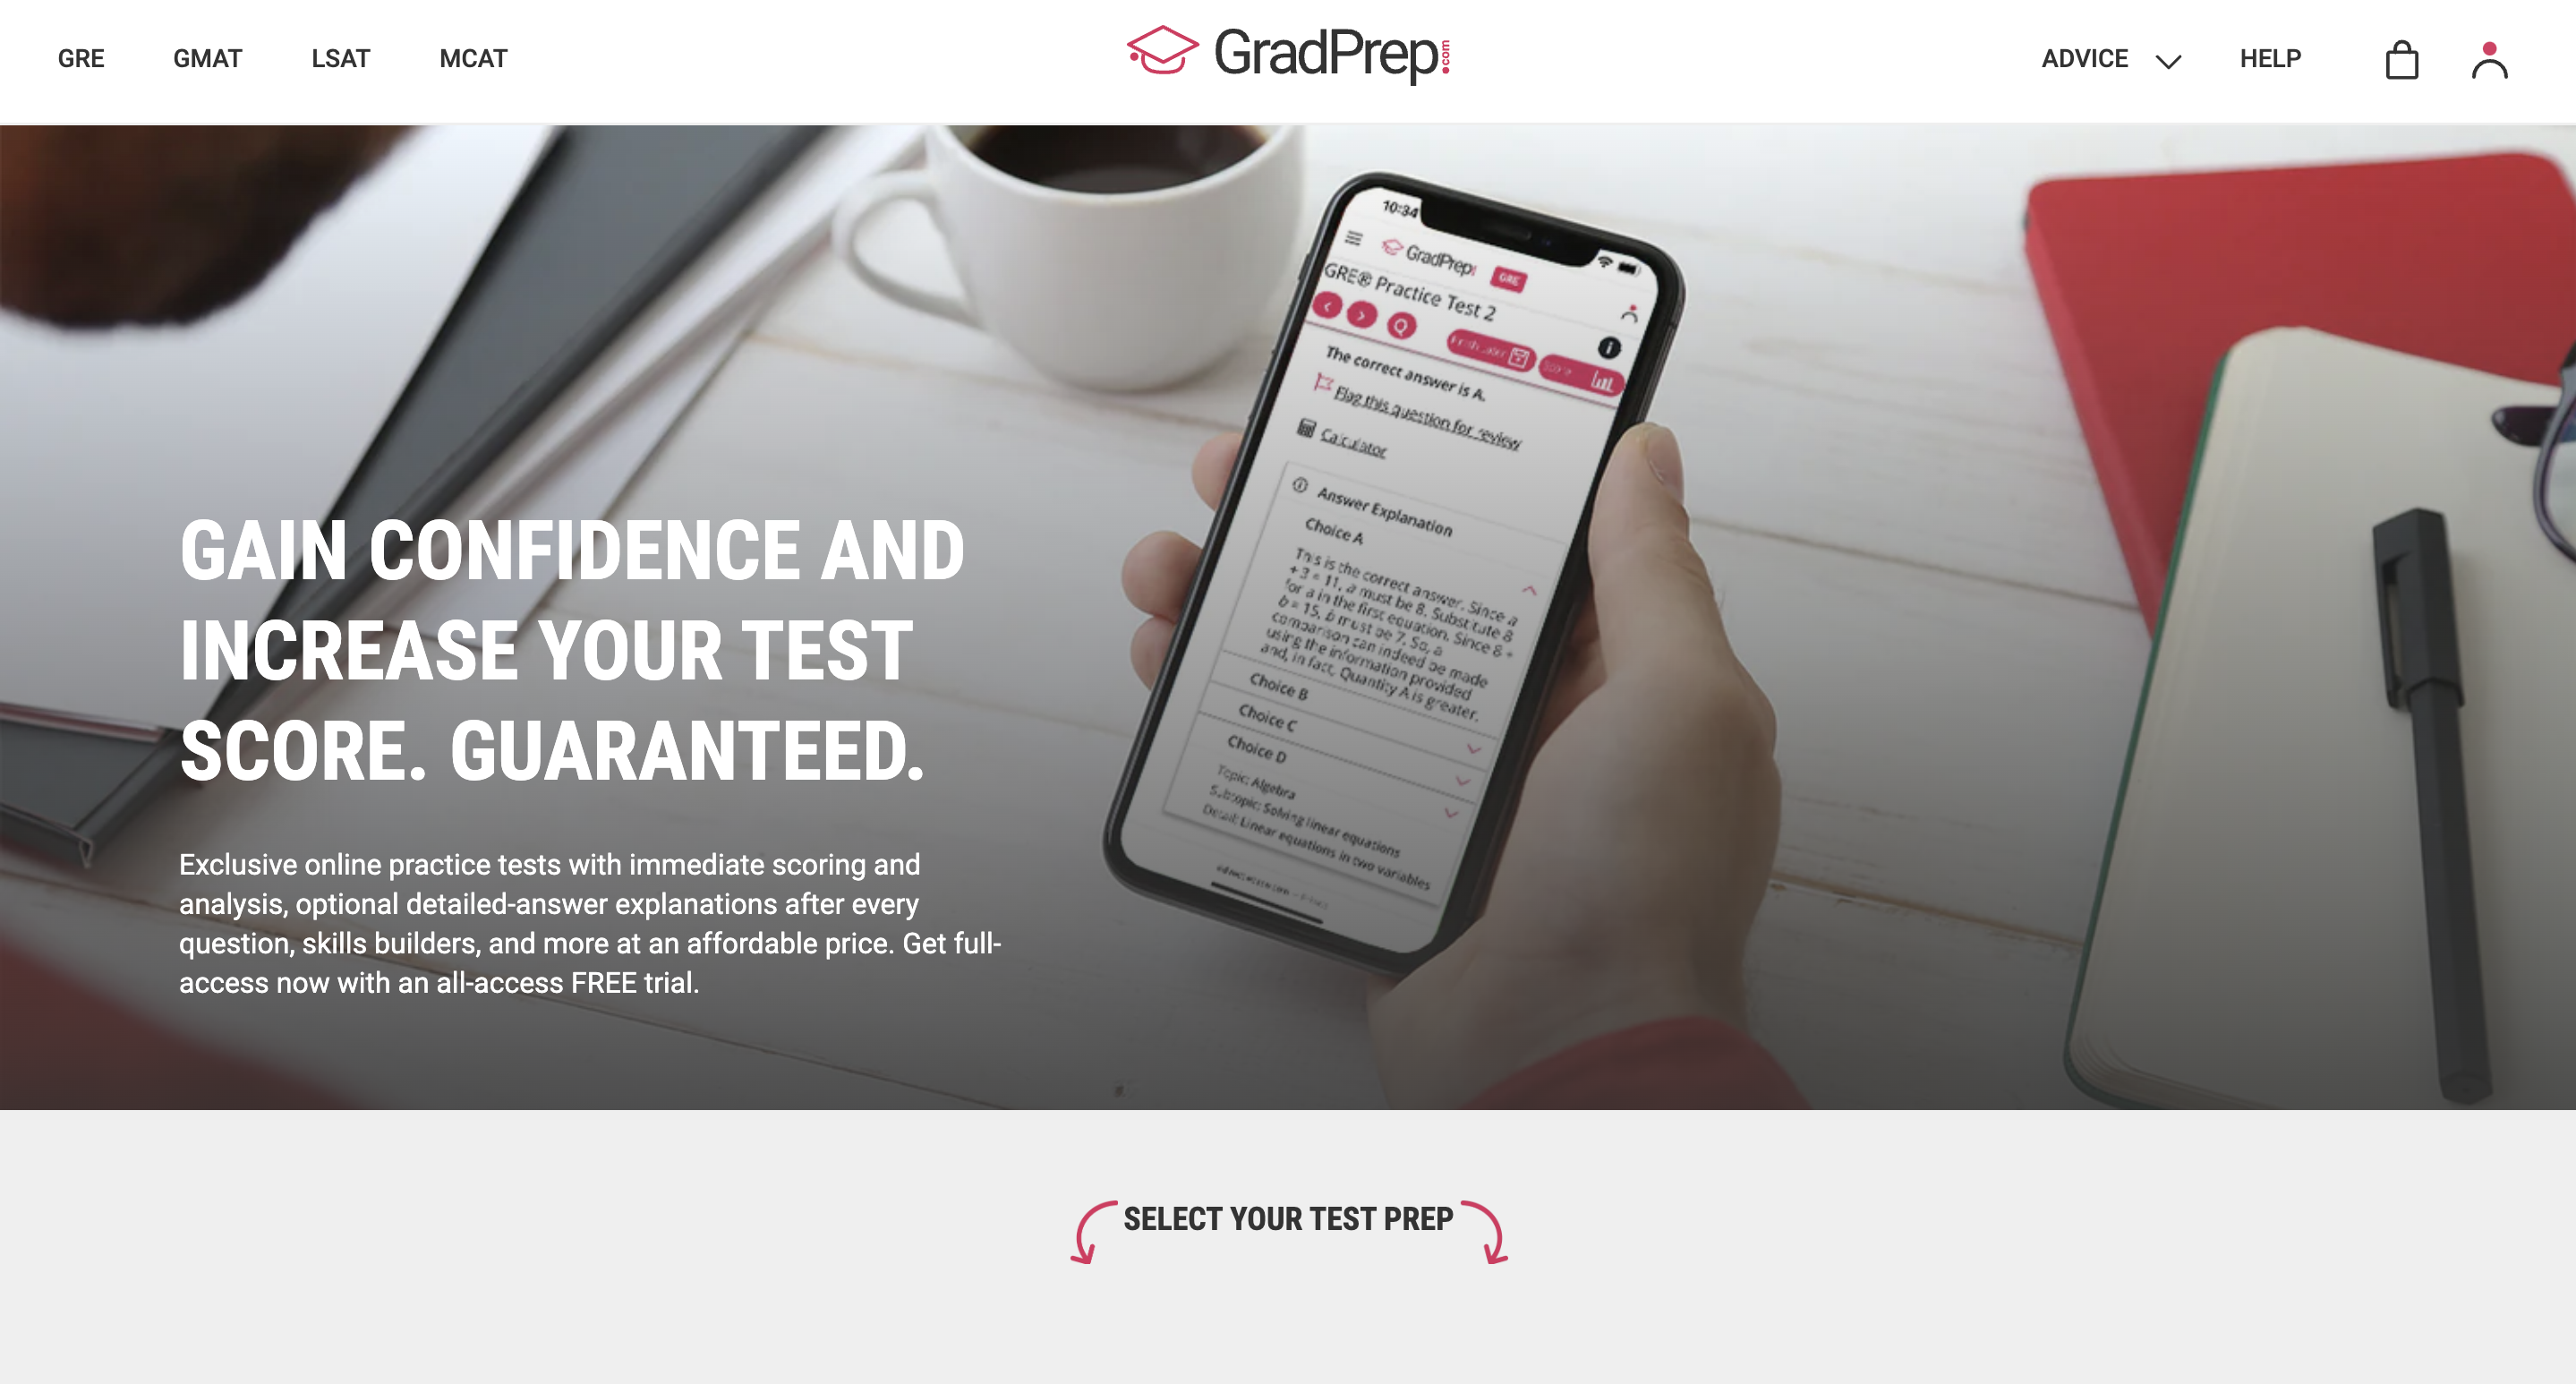 GRE
GMAT
LSAT
MCAT
GradPrep.com
ADVICE
HELP
10:34
GradPrep
GRE
GRE® Practice Test 2
The correct answer is A.
Flag this question for review
Calculator
Answer Explanation
Choice A
This is the correct answer. Since a
+ 3 = 11, a must be 8. Substitute 8
for a in the first equation. Since 8 +
b = 15, b must be 7. So, a
comparison can indeed be made
using the information provided
and, in fact, Quantity A is greater.
Choice B
Choice C
Choice D
Topic: Algebra
Subtopic: Solving linear equations
Detail: Linear equations in two variables
GAIN CONFIDENCE AND
INCREASE YOUR TEST
SCORE. GUARANTEED.
Exclusive online practice tests with immediate scoring and
analysis, optional detailed-answer explanations after every
question, skills builders, and more at an affordable price. Get full-
access now with an all-access FREE trial.
SELECT YOUR TEST PREP